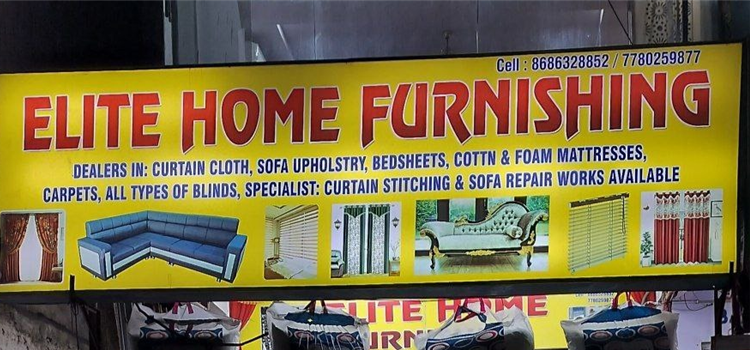 Cell : 8686328852 / 7780259877
ELITE HOME FURNISHING
DEALERS IN: CURTAIN CLOTH, SOFA UPHOLSTRY, BEDSHEETS, COTTN & FOAM MATTRESSES,
CARPETS, ALL TYPES OF BLINDS, SPECIALIST: CURTAIN STITCHING & SOFA REPAIR WORKS AVAILABLE
ELITE HOME